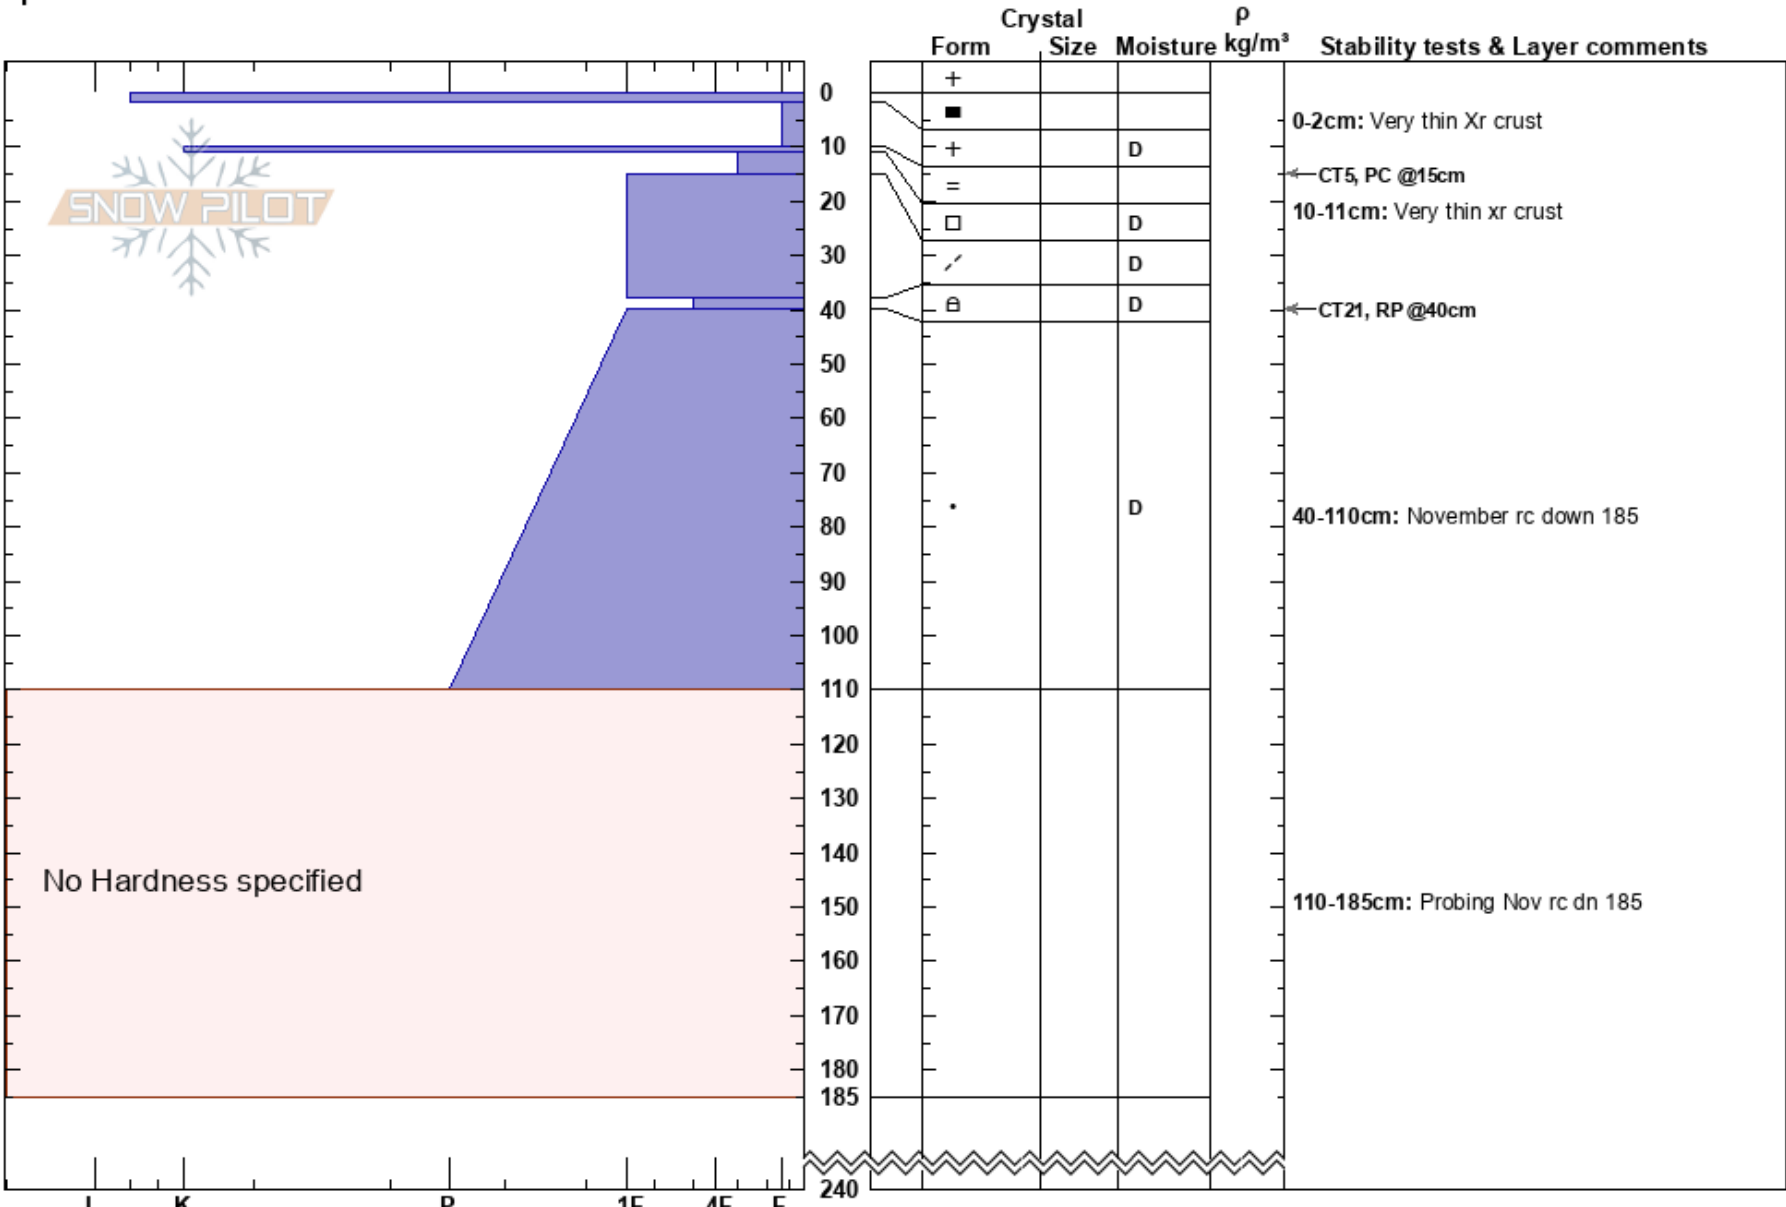 Crystal ρ
Form Size Moisture kg/m³ Stability tests & Layer comments
+
0
■
0-2cm: Very thin Xr crust
10
+ D
CT5, PC @15cm
=
20
10-11cm: Very thin xr crust
SNOW PILOT
□ D
30
D
40
D
CT21, RP @40cm
50
60
70
80
• D
40-110cm: November rc down 185
90
100
110
120
130
140
No Hardness specified
150
110-185cm: Probing Nov rc dn 185
160
170
180
185
240
I K P 1F 4F F